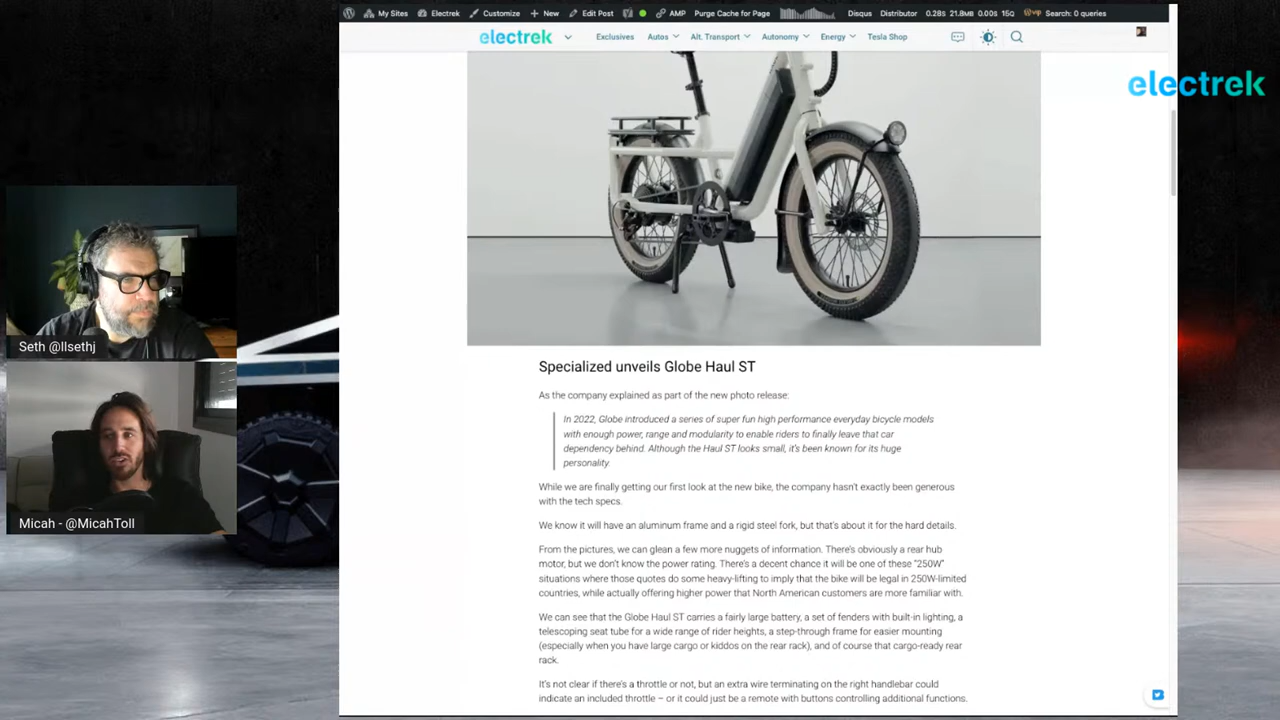 My Sites Electrek Customize New Edit Post AMP Purge Cache for Page Disqus Distributor 0.28S 21.8MB 0.00S 15Q Search: 0 queries
electrek Exclusives Autos Alt. Transport Autonomy Energy Tesla Shop
electrek
Seth @llsethj
Micah - @MicahToll
Specialized unveils Globe Haul ST
As the company explained as part of the new photo release:
In 2022, Globe introduced a series of super fun high performance everyday bicycle models
with enough power, range and modularity to enable riders to finally leave that car
dependency behind. Although the Haul ST looks small, it's been known for its huge
personality.
While we are finally getting our first look at the new bike, the company hasn't exactly been generous
with the tech specs.
We know it will have an aluminum frame and a rigid steel fork, but that's about it for the hard details.
From the pictures, we can glean a few more nuggets of information. There's obviously a rear hub
motor, but we don't know the power rating. There's a decent chance it will be one of these "250W"
situations where those quotes do some heavy-lifting to imply that the bike will be legal in 250W-limited
countries, while actually offering higher power that North American customers are more familiar with.
We can see that the Globe Haul ST carries a fairly large battery, a set of fenders with built-in lighting, a
telescoping seat tube for a wide range of rider heights, a step-through frame for easier mounting
(especially when you have large cargo or kiddos on the rear rack), and of course that cargo-ready rear
rack.
It's not clear if there's a throttle or not, but an extra wire terminating on the right handlebar could
indicate an included throttle – or it could just be a remote with buttons controlling additional functions.